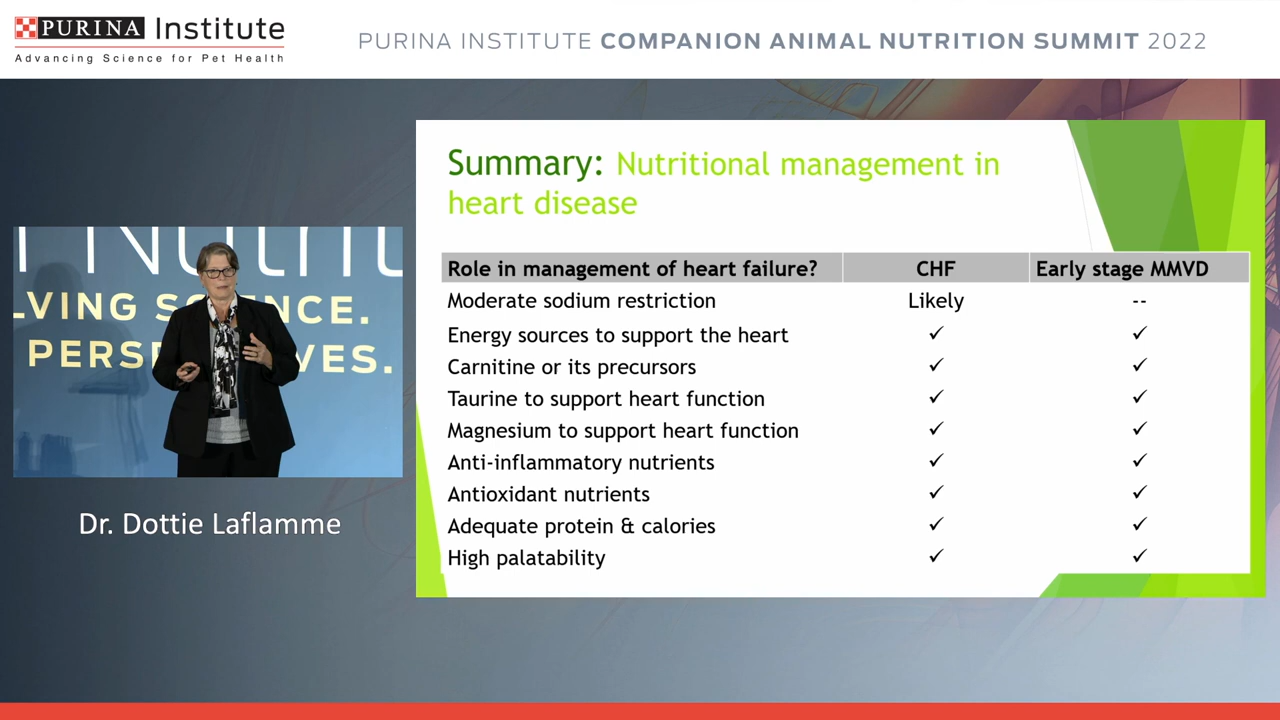 PURINA Institute
Advancing Science for Pet Health
PURINA INSTITUTE COMPANION ANIMAL NUTRITION SUMMIT 2022
Summary: Nutritional management in
heart disease
Role in management of heart failure? CHF Early stage MMVD
Moderate sodium restriction Likely --
Energy sources to support the heart ✓ ✓
Carnitine or its precursors ✓ ✓
Taurine to support heart function ✓ ✓
Magnesium to support heart function ✓ ✓
Anti-inflammatory nutrients ✓ ✓
Antioxidant nutrients ✓ ✓
Adequate protein & calories ✓ ✓
High palatability ✓ ✓
Dr. Dottie Laflamme